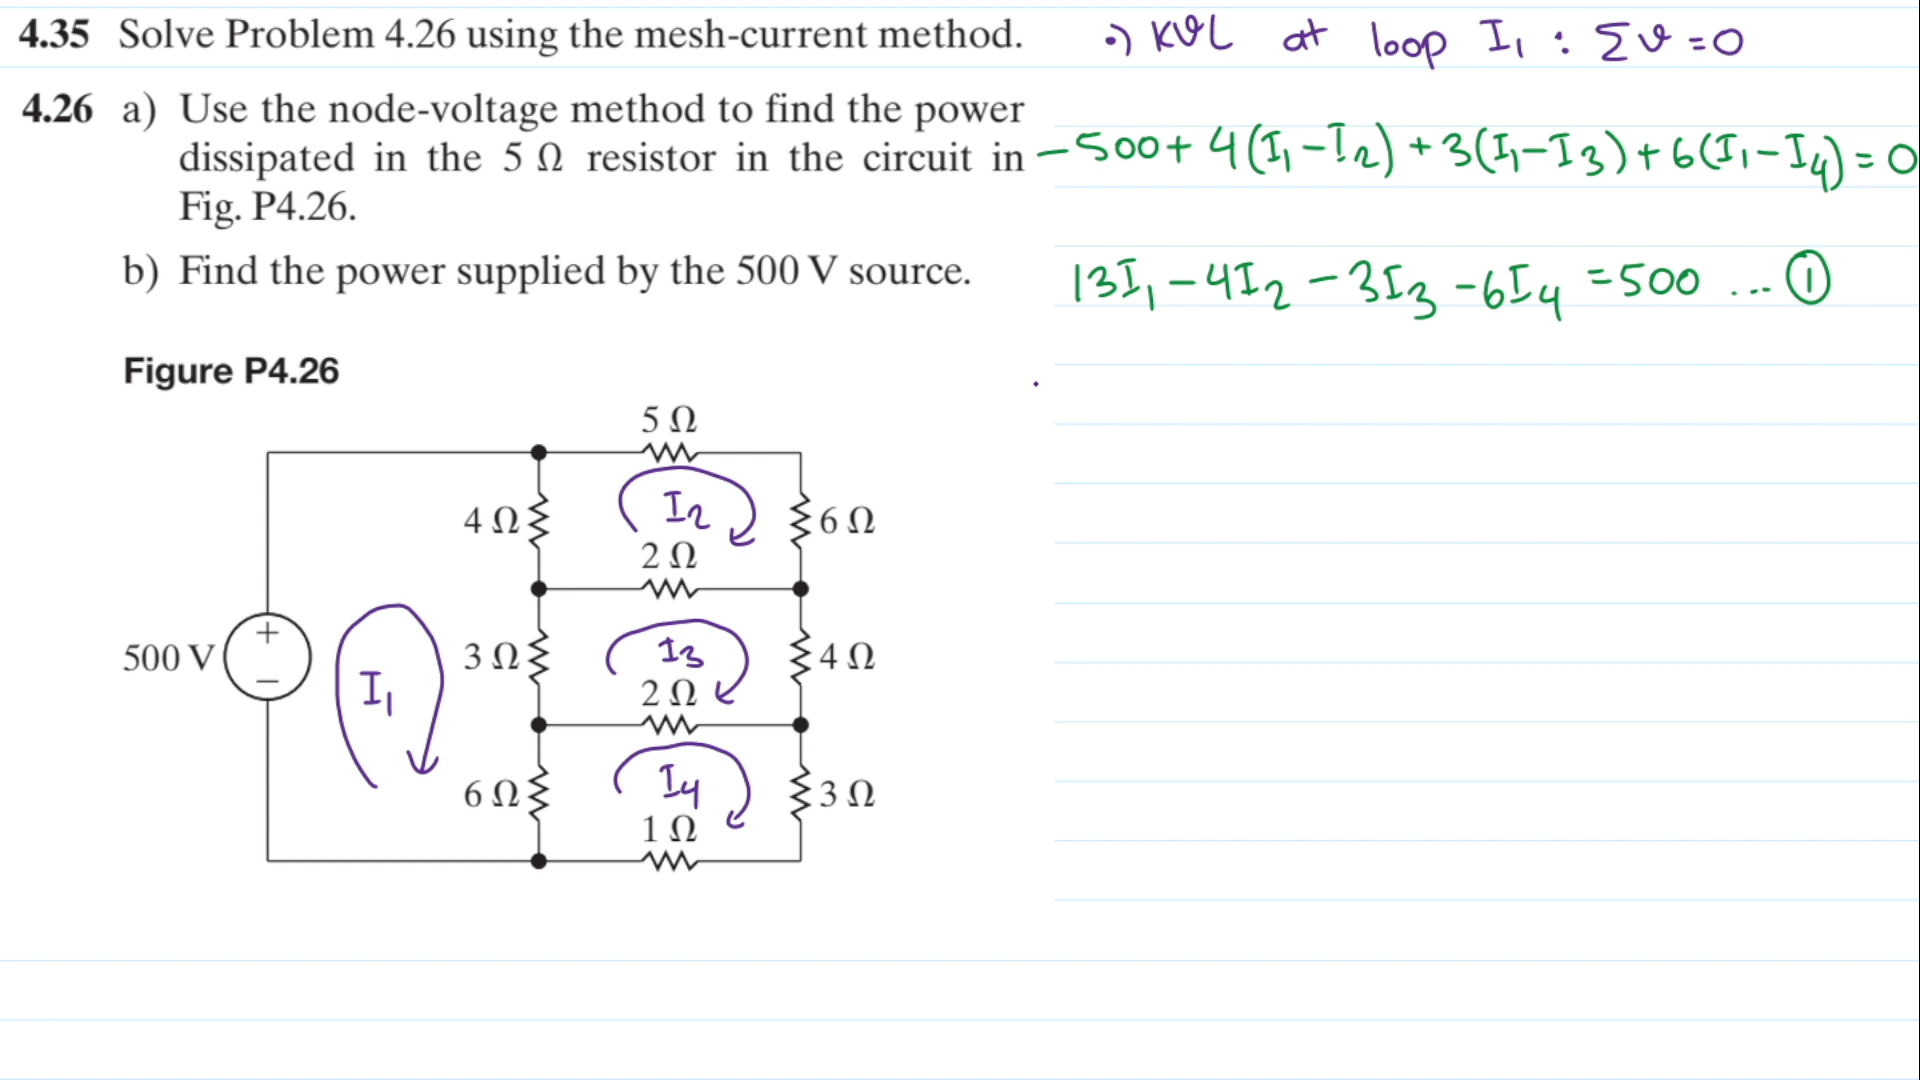 4.35 Solve Problem 4.26 using the mesh-current method.
4.26 a) Use the node-voltage method to find the power
dissipated in the 5 Ω resistor in the circuit in
Fig. P4.26.
b) Find the power supplied by the 500 V source.
Figure P4.26
5 Ω
4 Ω
I2
6 Ω
2 Ω
500 V
+
−
I1
3 Ω
I3
4 Ω
2 Ω
6 Ω
I4
3 Ω
1 Ω
•) KVL at loop I1 : Σv = 0
-500 + 4(I1 - I2) + 3(I1 - I3) + 6(I1 - I4) = 0
13I1 - 4I2 - 3I3 - 6I4 = 500 ... ①